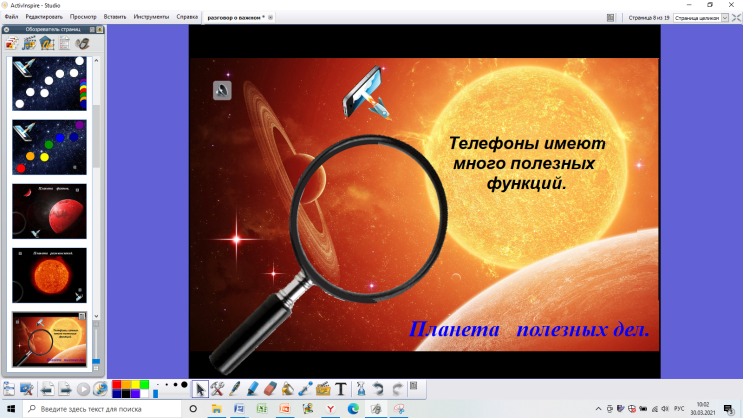 ActivInspire - Studio
Файл Редактировать Просмотр Вставить Инструменты Справка
разговор о важном *
Страница 8 из 19
Страница целиком
Обозреватель страниц
Телефоны имеют
много полезных
функций.
Планета полезных дел.
Введите здесь текст для поиска
РУС
10:02
30.03.2021